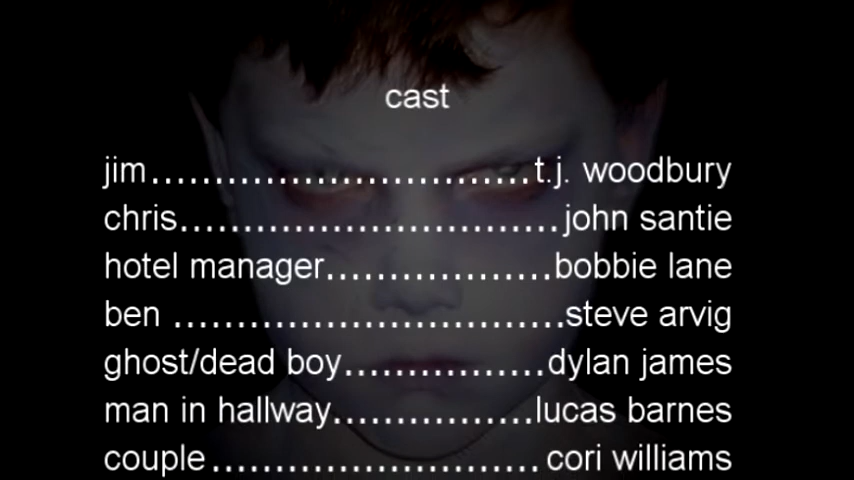 cast
jim..............................t.j. woodbury
chris..............................john santie
hotel manager..................bobbie lane
ben ...............................steve arvig
ghost/dead boy................dylan james
man in hallway................lucas barnes
couple.......................... cori williams